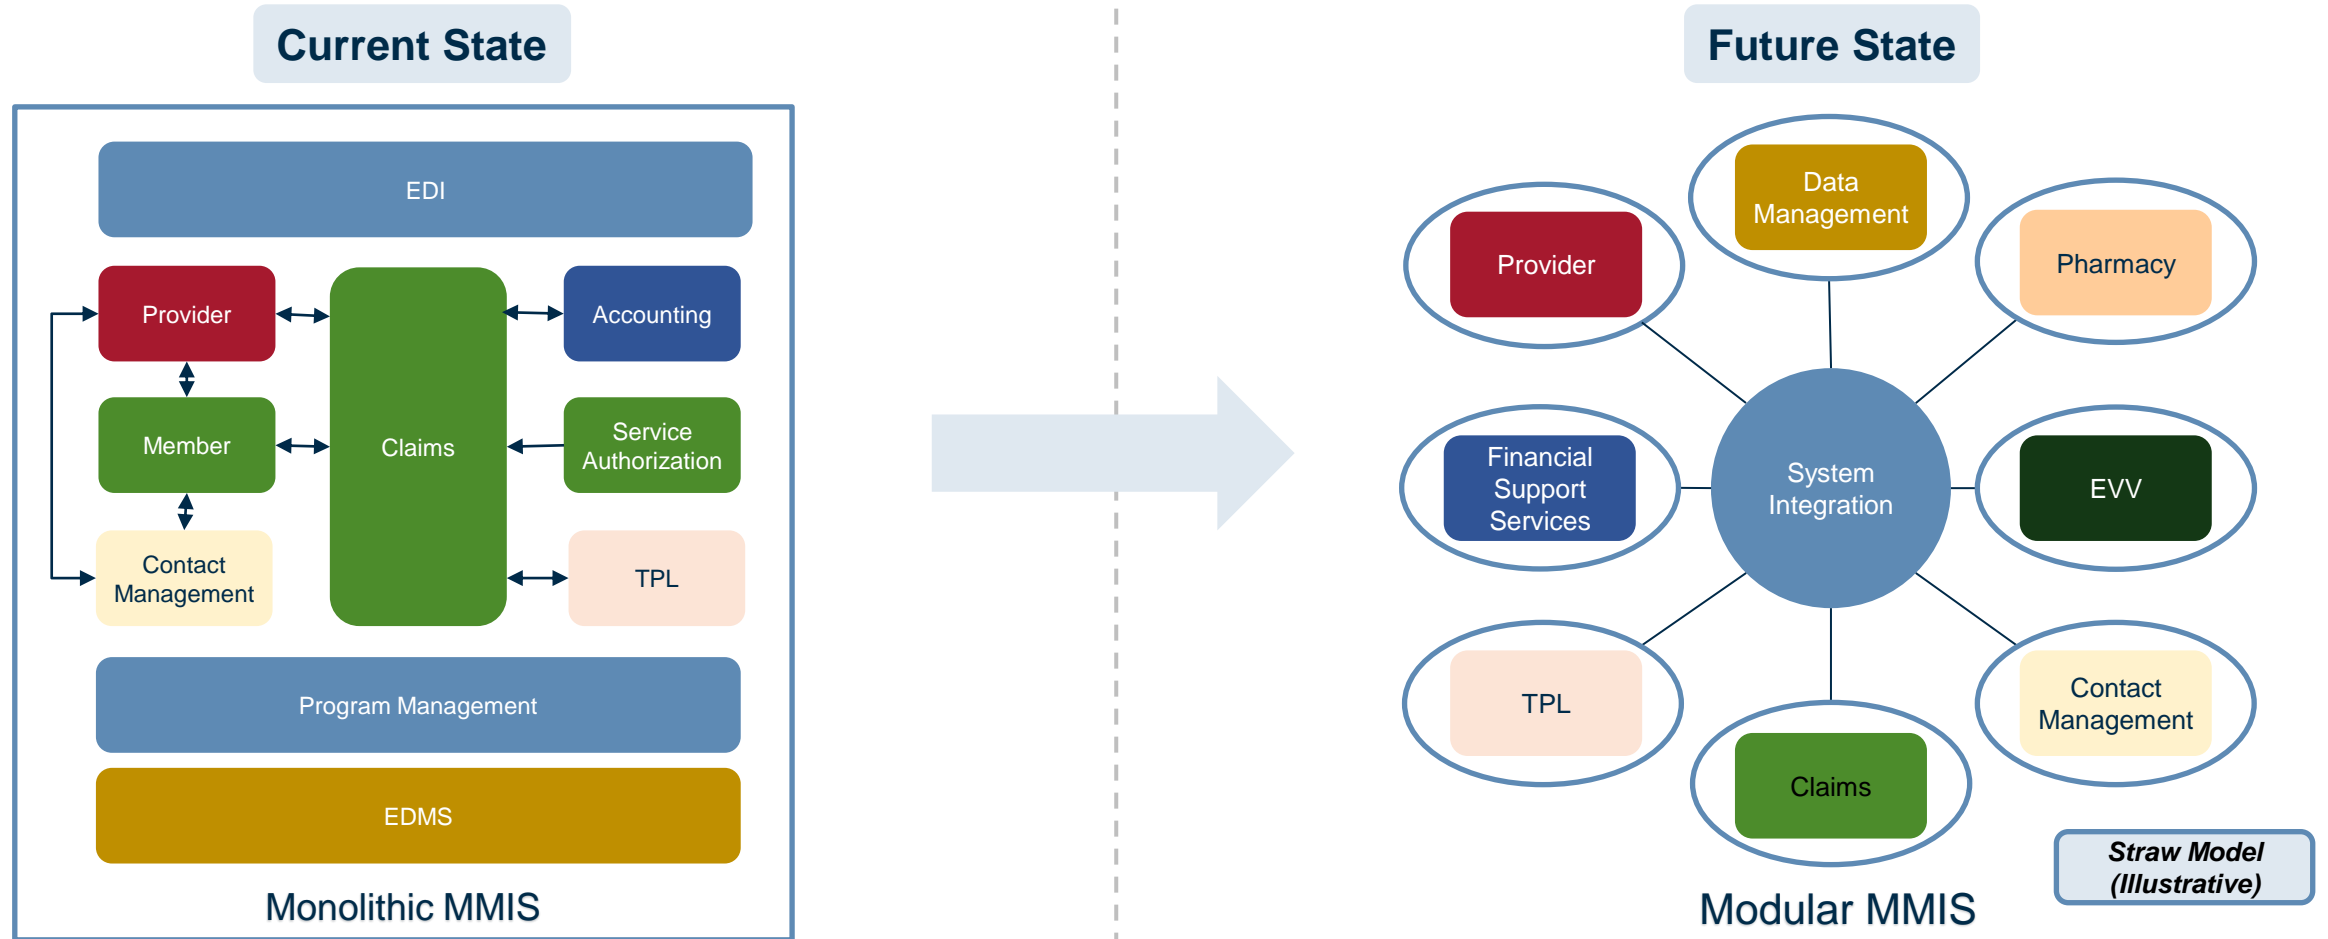 Current State
EDI
Provider
Claims
Accounting
Member
Service
Authorization
Contact
Management
TPL
Program Management
EDMS
Monolithic MMIS
Future State
Data
Management
Provider
Pharmacy
Financial
Support
Services
System
Integration
EVV
TPL
Contact
Management
Claims
Straw Model
(Illustrative)
Modular MMIS